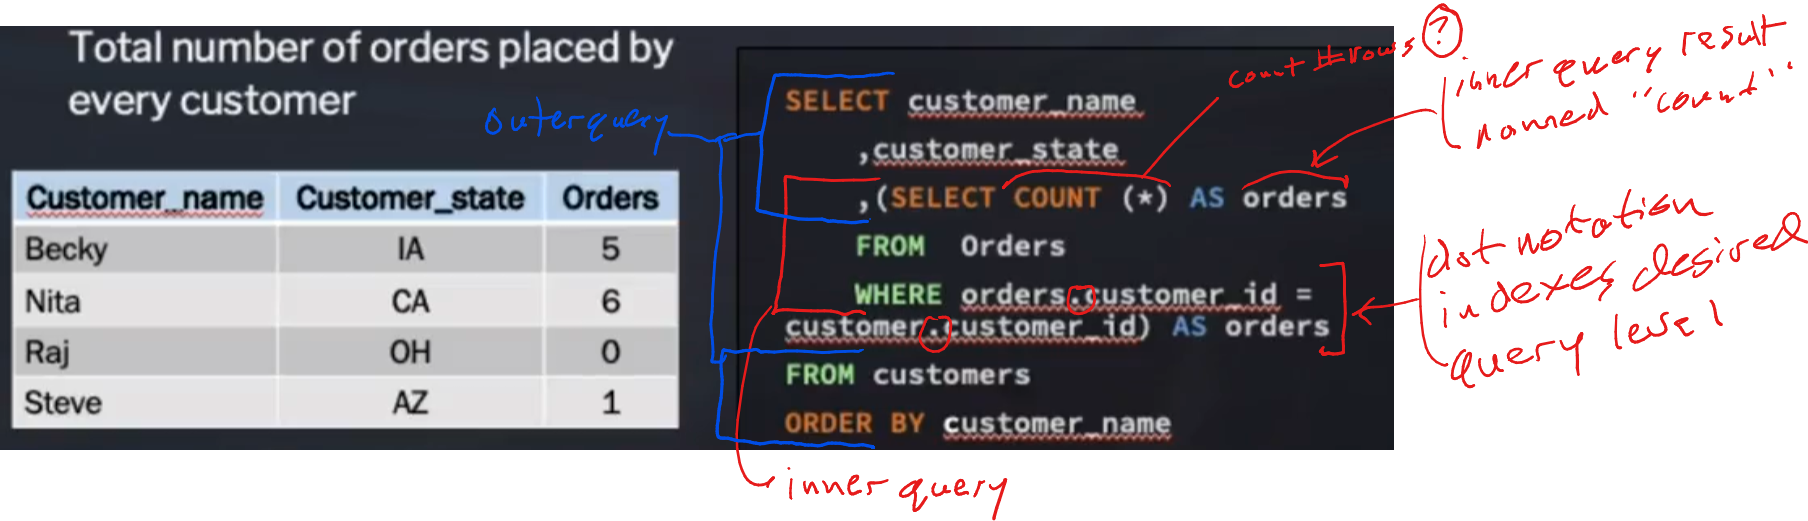 Total number of orders placed by
every customer
Customer_name Customer_state Orders
Becky IA 5
Nita CA 6
Raj OH 0
Steve AZ 1
outer query
SELECT customer_name
,customer_state
,(SELECT COUNT (*) AS orders
FROM Orders
WHERE orders.customer_id =
customer.customer_id) AS orders
FROM customers
ORDER BY customer_name
count # rows ?
inner query result
named "count"
dot notation
indexes desired
query level
inner query